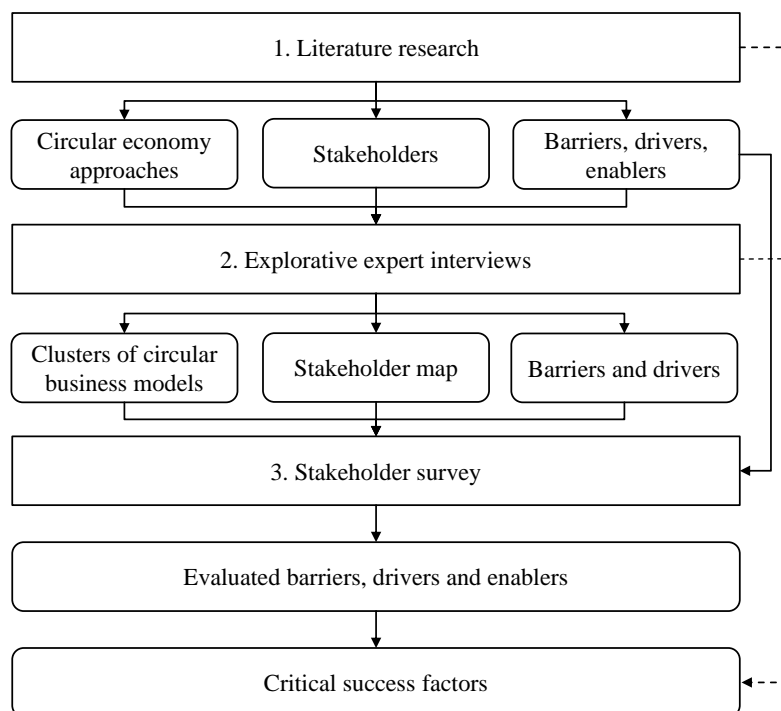 1. Literature research
Circular economy
approaches
Stakeholders
Barriers, drivers,
enablers
2. Explorative expert interviews
Clusters of circular
business models
Stakeholder map
Barriers and drivers
3. Stakeholder survey
Evaluated barriers, drivers and enablers
Critical success factors